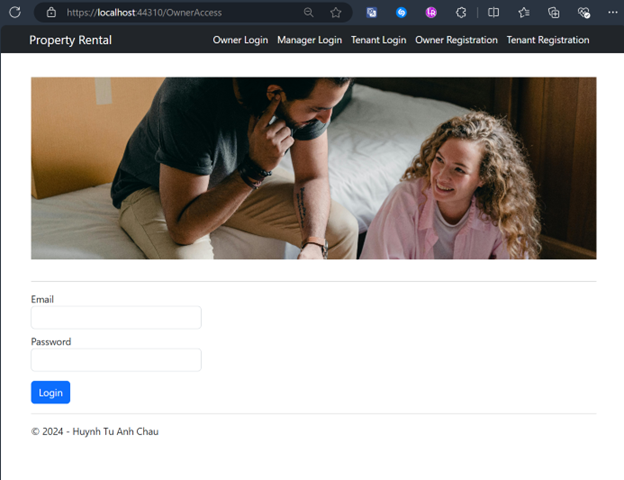 https://localhost:44310/OwnerAccess
Property Rental
Owner Login Manager Login Tenant Login Owner Registration Tenant Registration
Email
Password
Login
© 2024 - Huynh Tu Anh Chau